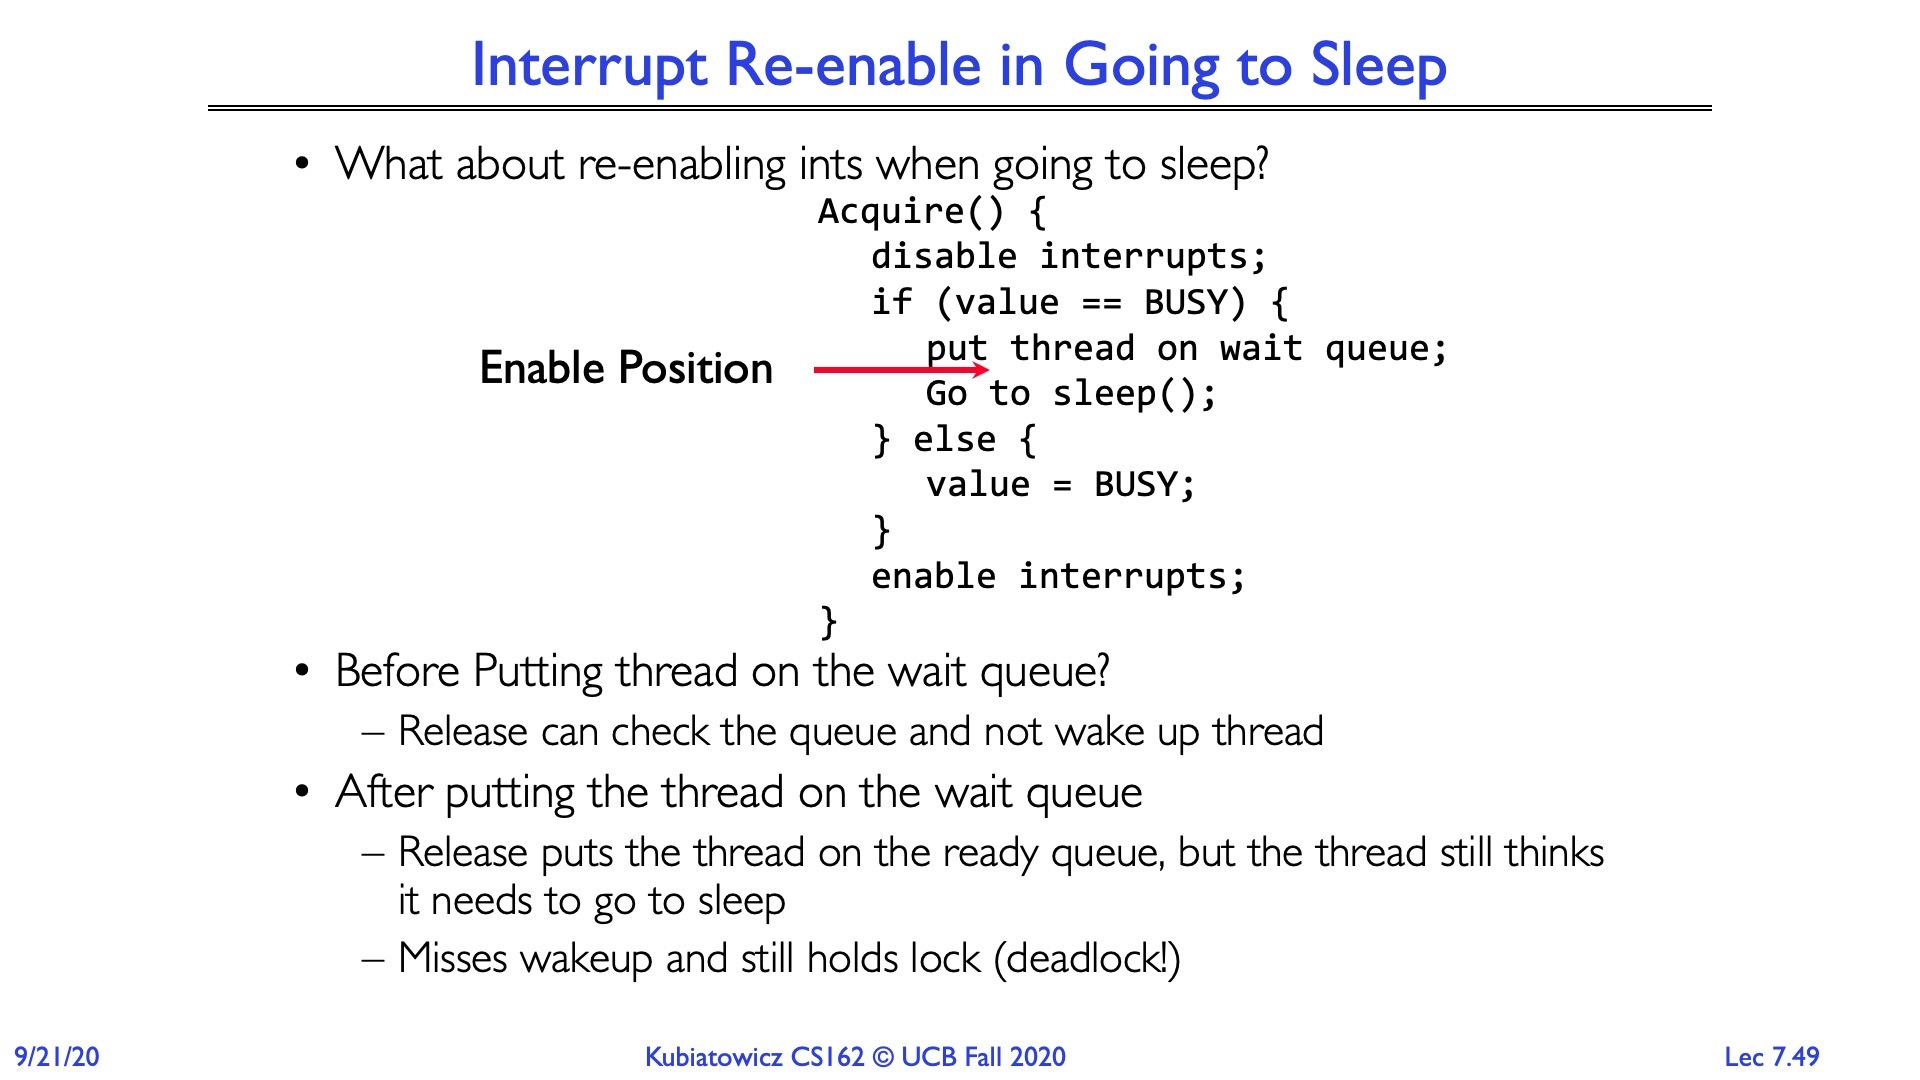 Interrupt Re-enable in Going to Sleep
• What about re-enabling ints when going to sleep?
Acquire() {
disable interrupts;
if (value == BUSY) {
put thread on wait queue;
Enable Position
Go to sleep();
} else {
value = BUSY;
}
enable interrupts;
}
• Before Putting thread on the wait queue?
– Release can check the queue and not wake up thread
• After putting the thread on the wait queue
– Release puts the thread on the ready queue, but the thread still thinks
it needs to go to sleep
– Misses wakeup and still holds lock (deadlock!)
9/21/20
Kubiatowicz CS162 © UCB Fall 2020
Lec 7.49